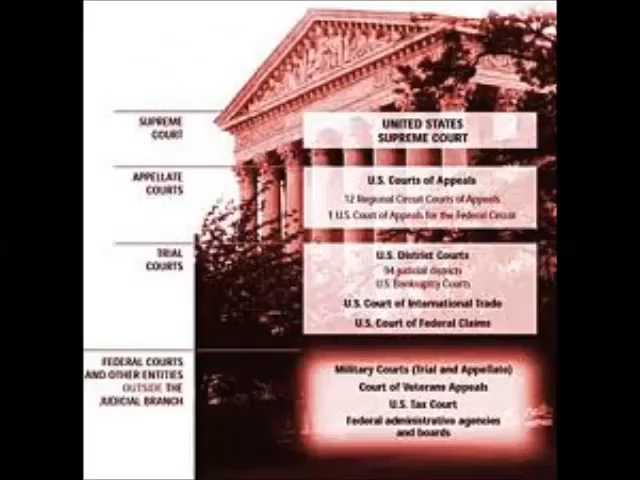 SUPREME
COURT
UNITED STATES
SUPREME COURT
APPELLATE
COURTS
U.S. Courts of Appeals
12 Regional Circuit Courts of Appeals
1 U.S. Court of Appeals for the Federal Circuit
TRIAL
COURTS
U.S. District Courts
94 judicial districts
U.S. Bankruptcy Courts
U.S. Court of International Trade
U.S. Court of Federal Claims
FEDERAL COURTS
AND OTHER ENTITIES
OUTSIDE THE
JUDICIAL BRANCH
Military Courts (Trial and Appellate)
Court of Veterans Appeals
U.S. Tax Court
Federal administrative agencies
and boards